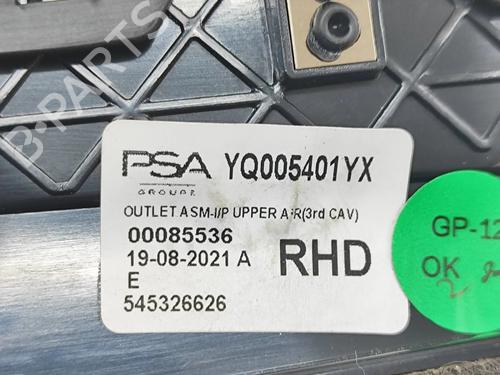 B-PARTS
PSA YQ005401YX
GROUPE
OUTLET ASM-I/P UPPER AIR(3rd CAV)
00085536
19-08-2021 A
RHD
E
545326626
GP-12
OK